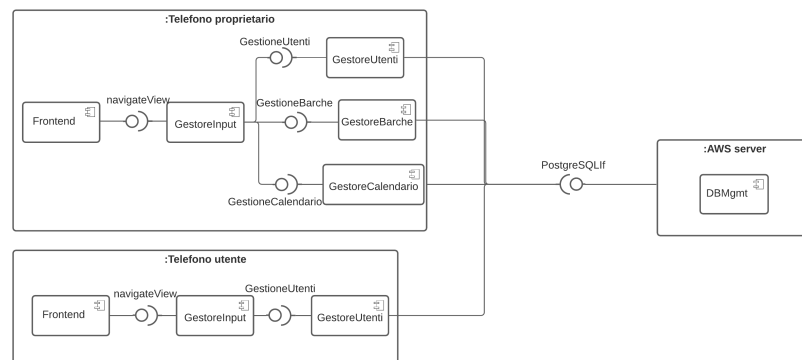 :Telefono proprietario
GestioneUtenti
GestoreUtenti
navigateView
GestioneBarche
Frontend
GestoreInput
GestoreBarche
GestioneCalendario
GestoreCalendario
PostgreSQLIf
:AWS server
DBMgmt
:Telefono utente
navigateView
GestioneUtenti
Frontend
GestoreInput
GestoreUtenti